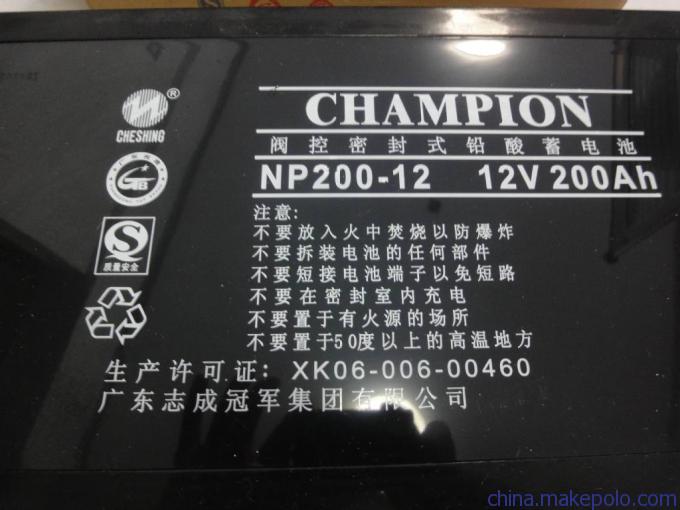 CHAMPION
®
CHESHING
阀控密封式铅酸蓄电池
NP200-12 12V 200Ah
注意:
不要放入火中焚烧以防爆炸
不要拆装电池的任何部件
不要短接电池端子以免短路
不要在密封室内充电
不要置于有火源的场所
不要置于50度以上的高温地方
质量安全
生产许可证: XK06-006-00460
广东志成冠军集团有限公司
china.makepolo.com